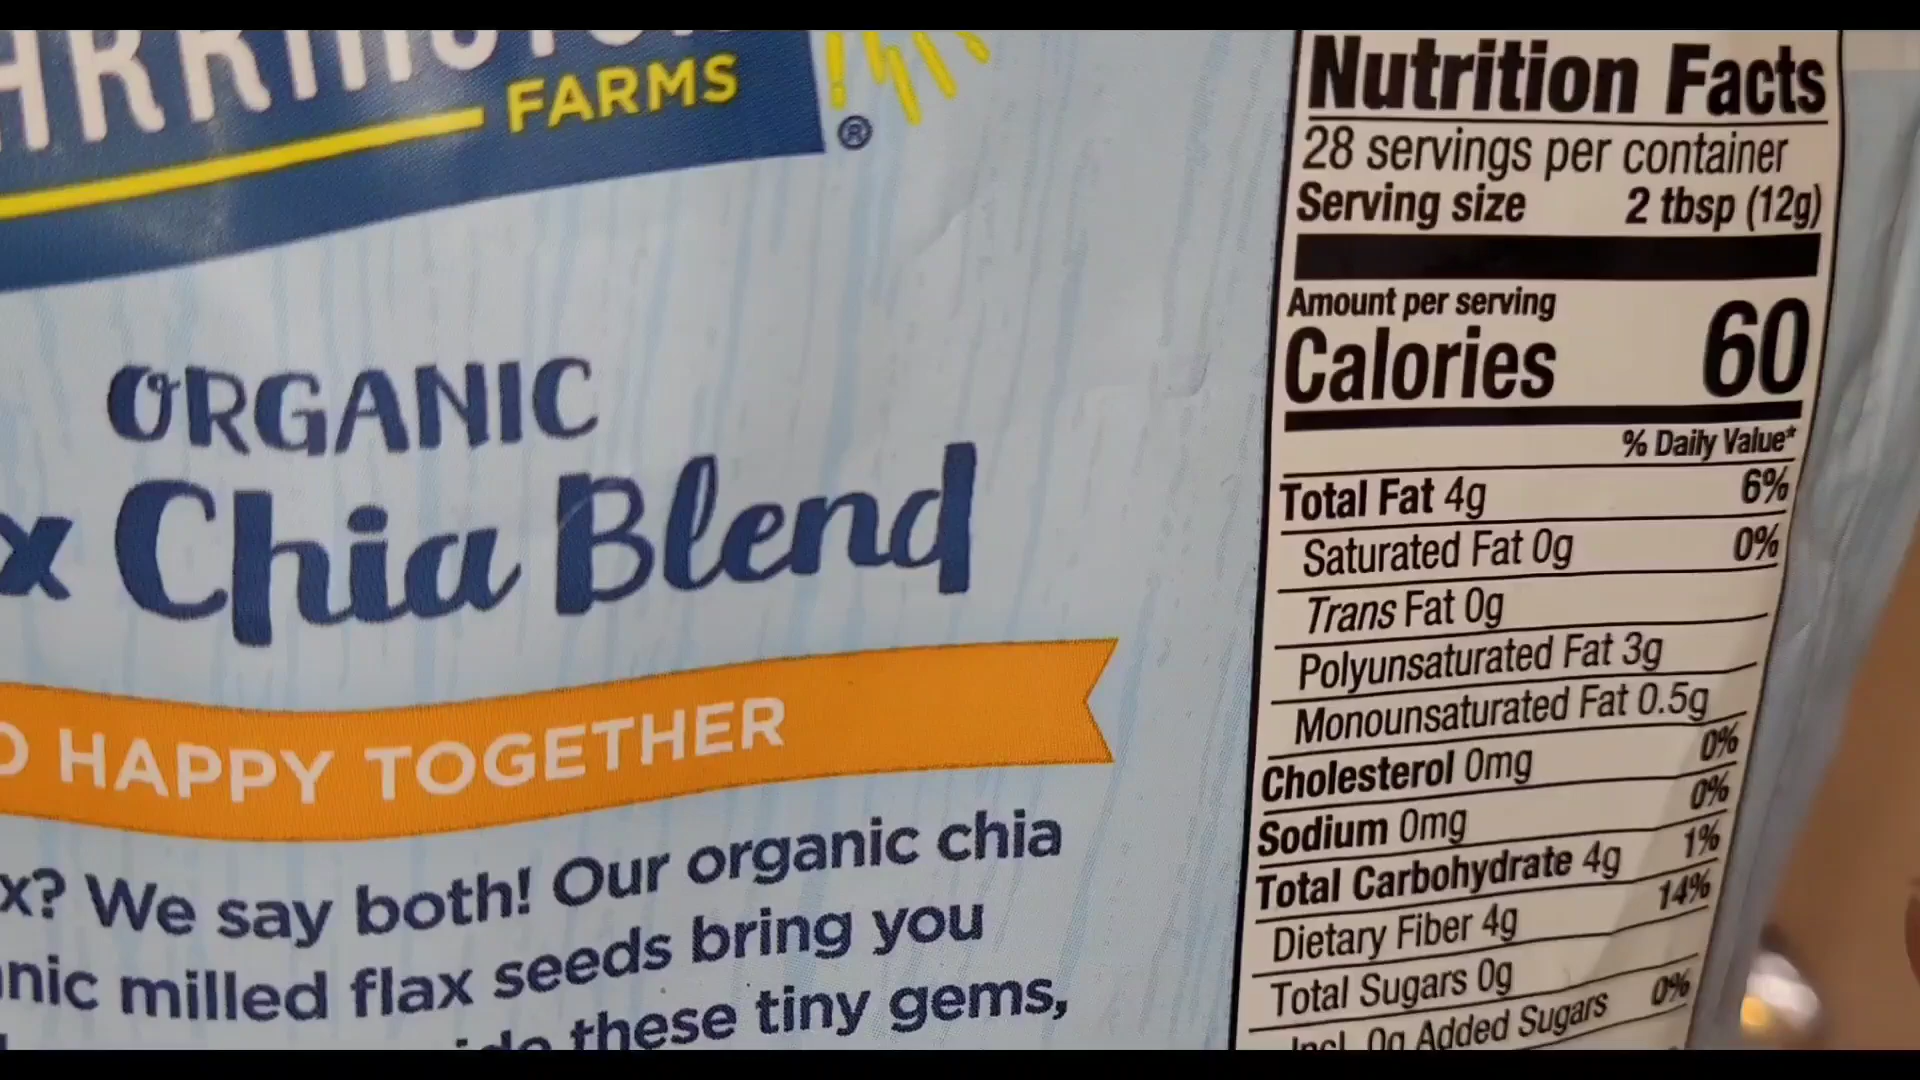 FARMS
®
ORGANIC
x Chia Blend
HAPPY TOGETHER
x? We say both! Our organic chia
nic milled flax seeds bring you
these tiny gems,
Nutrition Facts
28 servings per container
Serving size 2 tbsp (12g)
Amount per serving
Calories 60
% Daily Value*
Total Fat 4g 6%
Saturated Fat 0g 0%
Trans Fat 0g
Polyunsaturated Fat 3g
Monounsaturated Fat 0.5g
Cholesterol 0mg 0%
Sodium 0mg 0%
Total Carbohydrate 4g 1%
Dietary Fiber 4g 14%
Total Sugars 0g
Incl. 0g Added Sugars 0%